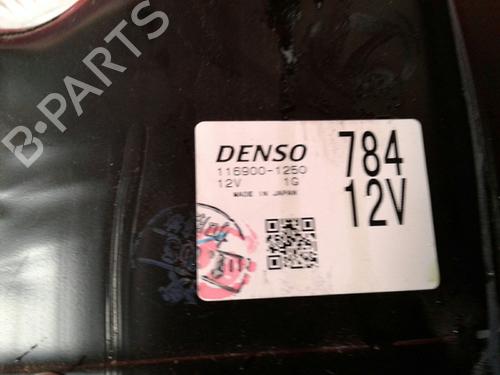 B-PARTS
DENSO
784
116900-1250
12V 1G
12V
MADE IN JAPAN